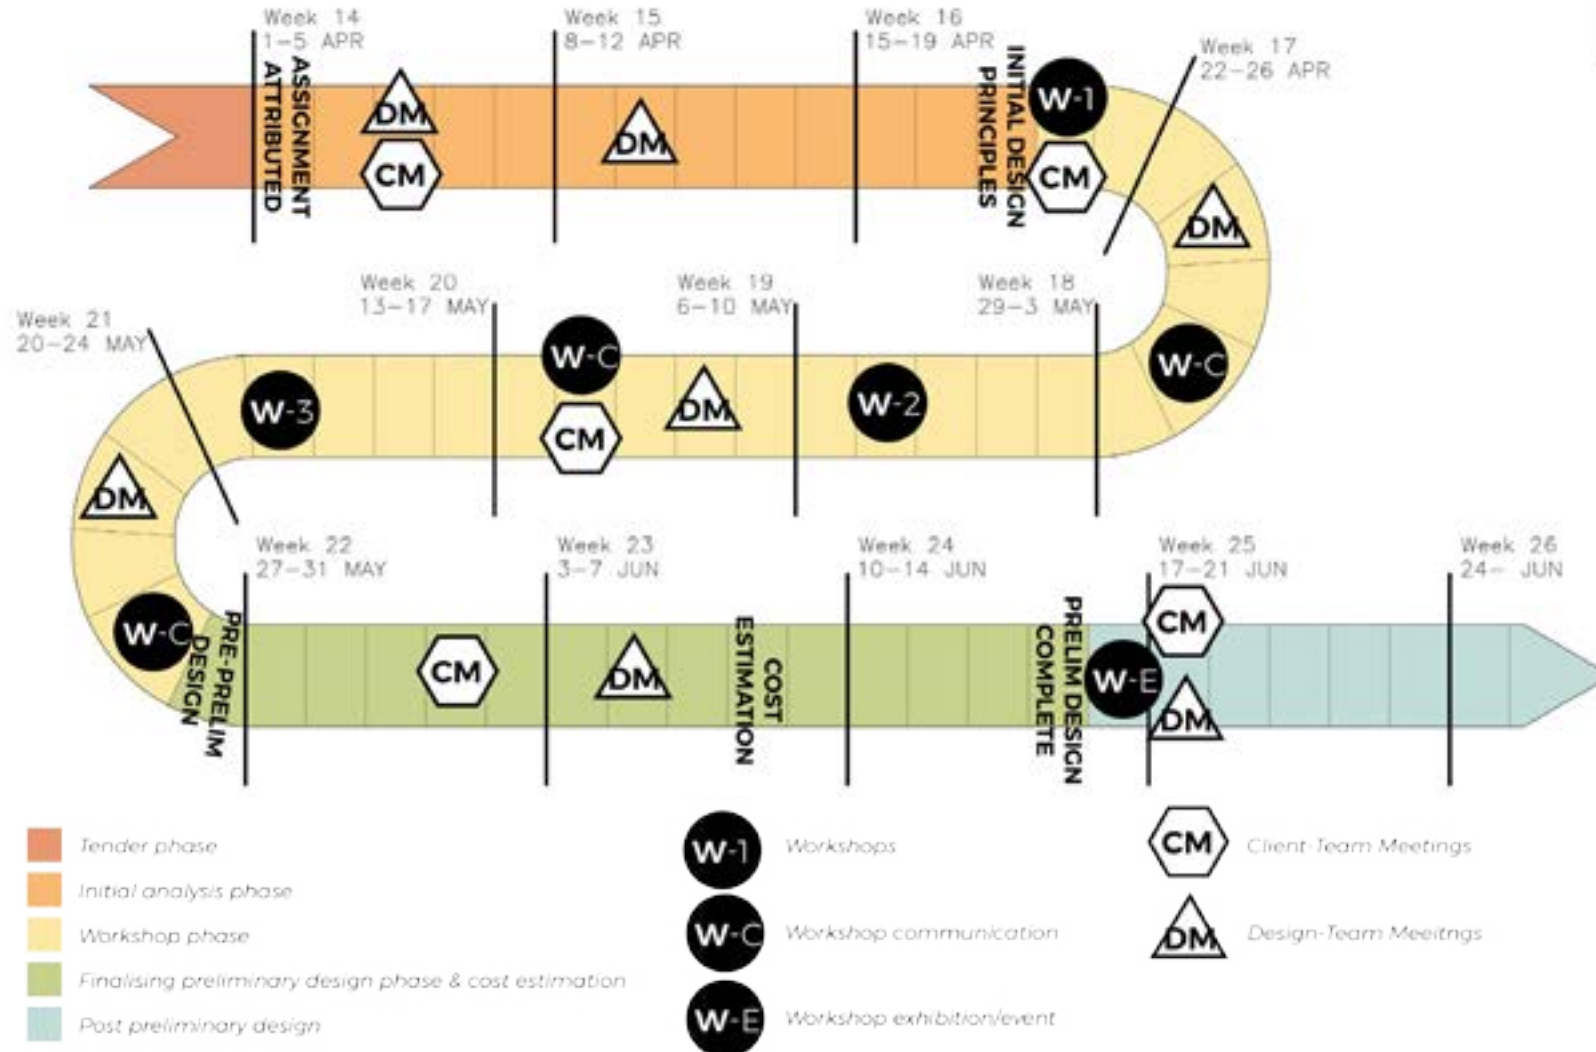 Week 14
1-5 APR
Week 15
8-12 APR
Week 16
15-19 APR
Week 17
22-26 APR
ASSIGNMENT
ATTRIBUTED
DM
CM
DM
INITIAL DESIGN
PRINCIPLES
W-1
CM
DM
W-C
Week 18
29-3 MAY
Week 19
6-10 MAY
Week 20
13-17 MAY
Week 21
20-24 MAY
W-2
DM
W-C
CM
W-3
DM
W-C
PRE-PRELIM
DESIGN
Week 22
27-31 MAY
Week 23
3-7 JUN
Week 24
10-14 JUN
Week 25
17-21 JUN
Week 26
24- JUN
CM
DM
COST
ESTIMATION
PRELIM DESIGN
COMPLETE
W-E
CM
DM
Tender phase
Initial analysis phase
Workshop phase
Finalising preliminary design phase & cost estimation
Post preliminary design
W-1 Workshops
W-C Workshop communication
W-E Workshop exhibition/event
CM Client-Team Meetings
DM Design-Team Meeitngs